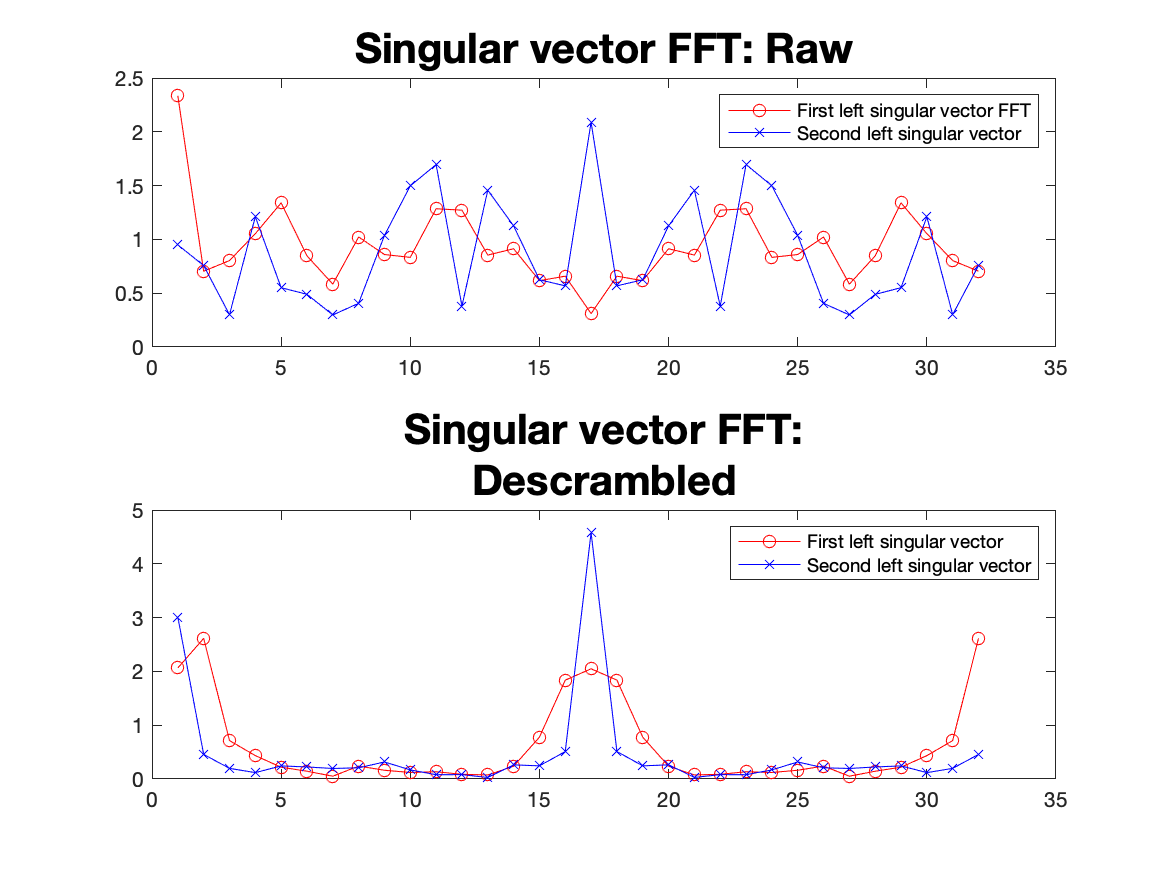 Singular vector FFT: Raw
2.5
2
1.5
1
0.5
0
First left singular vector FFT
Second left singular vector
0 5 10 15 20 25 30 35
Singular vector FFT:
Descrambled
5
4
3
2
1
0
First left singular vector
Second left singular vector
0 5 10 15 20 25 30 35